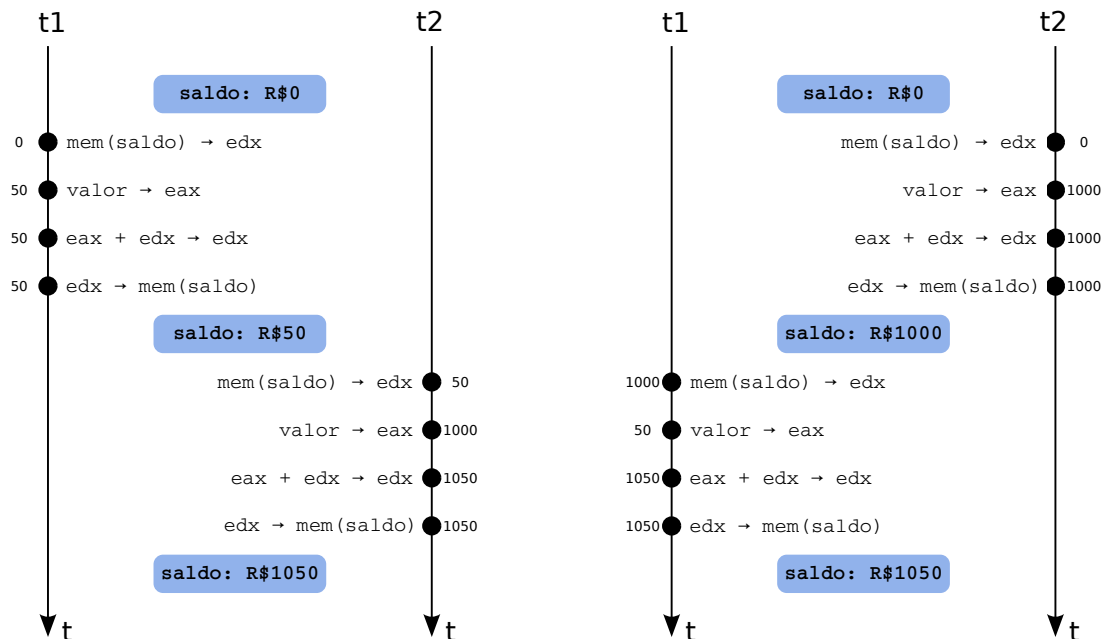 t1
t2
saldo: R$0
0 mem(saldo) → edx
50 valor → eax
50 eax + edx → edx
50 edx → mem(saldo)
saldo: R$50
mem(saldo) → edx 50
valor → eax 1000
eax + edx → edx 1050
edx → mem(saldo) 1050
saldo: R$1050
t
t
t1
t2
saldo: R$0
mem(saldo) → edx 0
valor → eax 1000
eax + edx → edx 1000
edx → mem(saldo) 1000
saldo: R$1000
1000 mem(saldo) → edx
50 valor → eax
1050 eax + edx → edx
1050 edx → mem(saldo)
saldo: R$1050